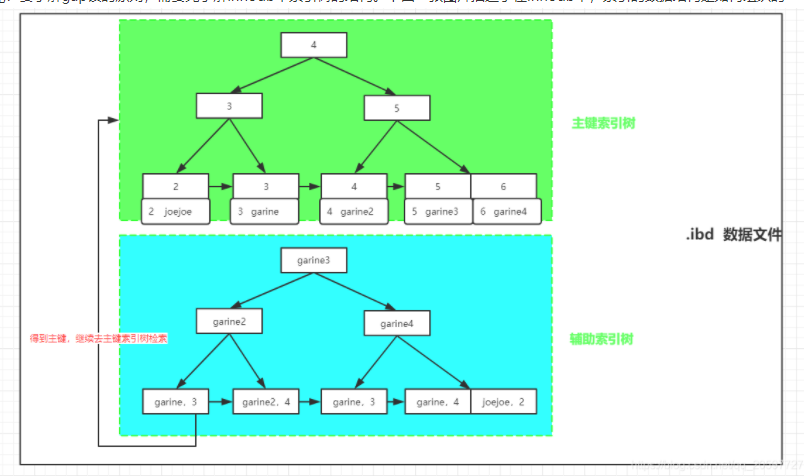 4
3
5
主键索引树
2
3
4
5
6
2 joejoe
3 garine
4 garine2
5 garine3
6 garine4
.ibd 数据文件
garine3
garine2
garine4
得到主键，继续去主键索引树检索
辅助索引树
garine，3
garine2，4
garine，3
garine，4
joejoe，2